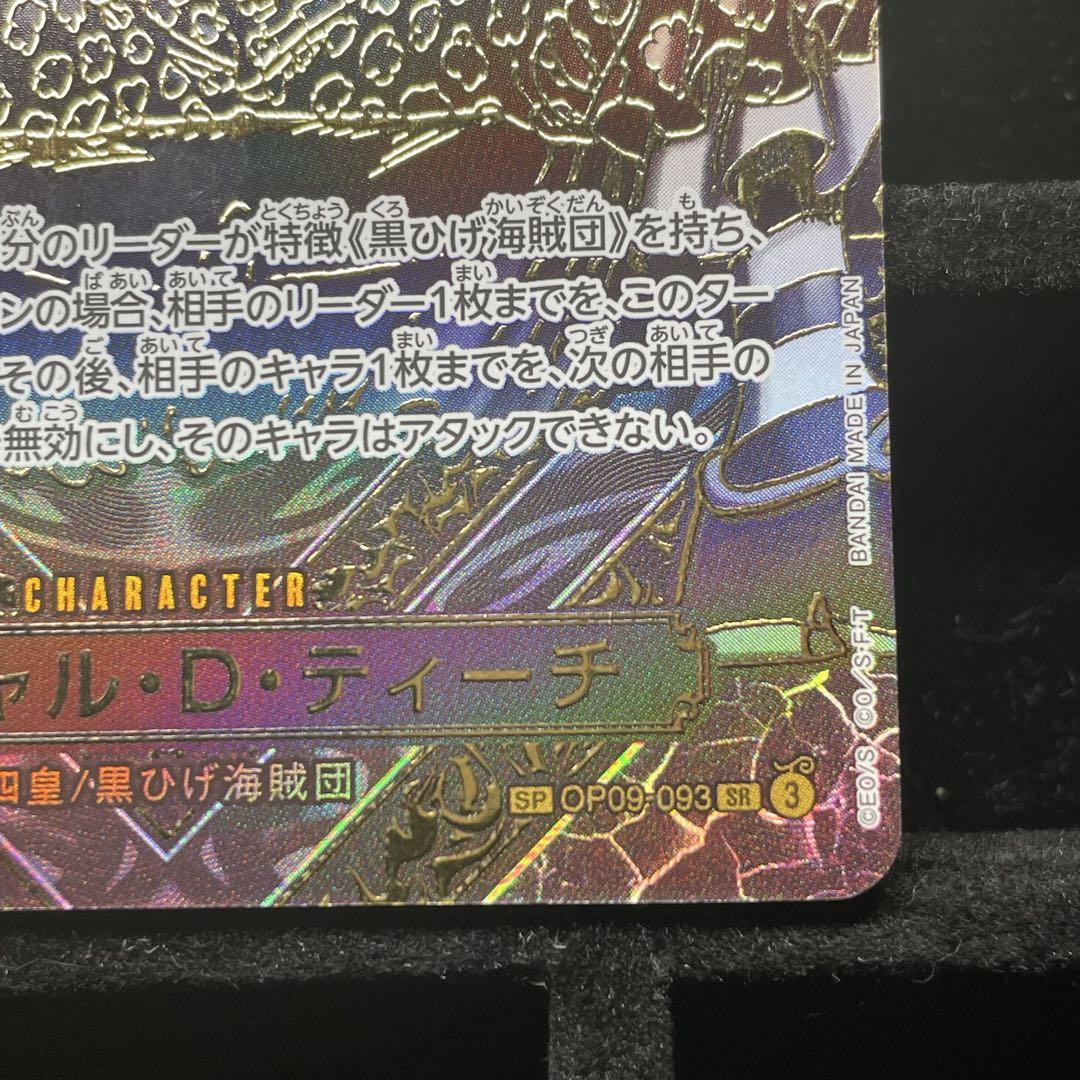 分のリーダーが特徴《黒ひげ海賊団》を持ち、
ンの場合、相手のリーダー1枚までを、このター
その後、相手のキャラ1枚までを、次の相手の
無効にし、そのキャラはアタックできない。
CHARACTER
ャル・D・ティーチ
四皇/黒ひげ海賊団
SP OP09-093 SR 3
©EO/S ©O/S·F·T BANDAI MADE IN JAPAN